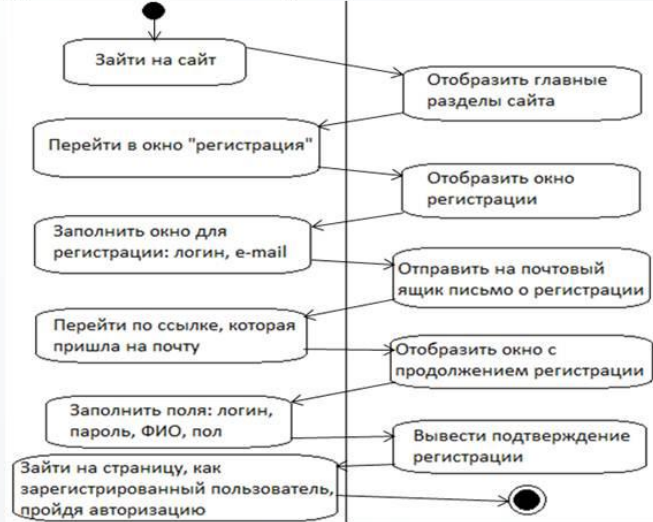 Зайти на сайт
Отобразить главные
разделы сайта
Перейти в окно "регистрация"
Отобразить окно
регистрации
Заполнить окно для
регистрации: логин, e-mail
Отправить на почтовый
ящик письмо о регистрации
Перейти по ссылке, которая
пришла на почту
Отобразить окно с
продолжением регистрации
Заполнить поля: логин,
пароль, ФИО, пол
Вывести подтверждение
регистрации
Зайти на страницу, как
зарегистрированный пользователь,
пройдя авторизацию